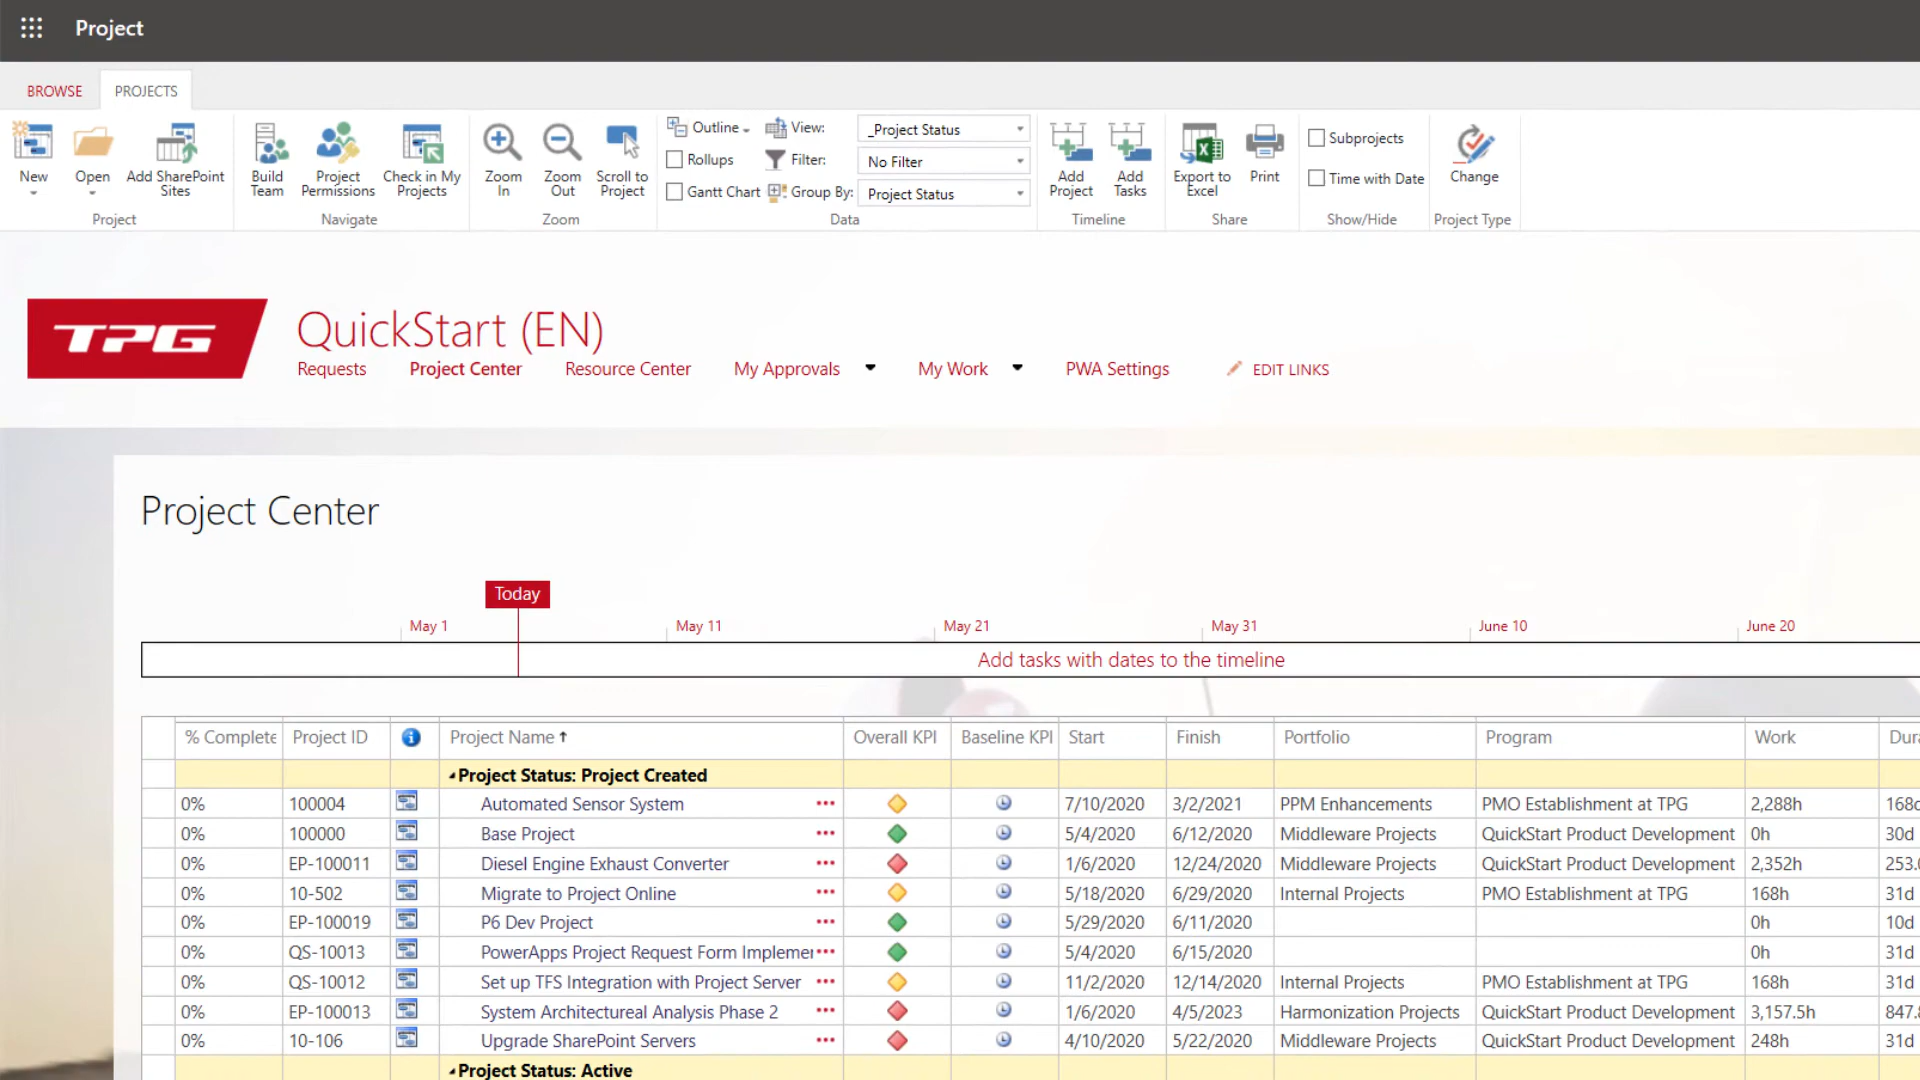 Project
BROWSE PROJECTS
New Open Add SharePoint Sites
Project
Build Team Project Permissions Check in My Projects
Navigate
Zoom In Zoom Out Scroll to Project
Zoom
Outline View: _Project Status
Rollups Filter: No Filter
Gantt Chart Group By: Project Status
Data
Add Project Add Tasks
Timeline
Export to Excel Print
Share
Subprojects
Time with Date
Show/Hide
Change
Project Type
TPG
QuickStart (EN)
Requests Project Center Resource Center My Approvals My Work PWA Settings EDIT LINKS
Project Center
Today
May 1 May 11 May 21 May 31 June 10 June 20
Add tasks with dates to the timeline
% Complete Project ID Project Name Overall KPI Baseline KPI Start Finish Portfolio Program Work Dura
Project Status: Project Created
0% 100004 Automated Sensor System 7/10/2020 3/2/2021 PPM Enhancements PMO Establishment at TPG 2,288h 168d
0% 100000 Base Project 5/4/2020 6/12/2020 Middleware Projects QuickStart Product Development 0h 30d
0% EP-100011 Diesel Engine Exhaust Converter 1/6/2020 12/24/2020 Middleware Projects QuickStart Product Development 2,352h 253.
0% 10-502 Migrate to Project Online 5/18/2020 6/29/2020 Internal Projects PMO Establishment at TPG 168h 31d
0% EP-100019 P6 Dev Project 5/29/2020 6/11/2020 0h 10d
0% QS-10013 PowerApps Project Request Form Implemen 5/4/2020 6/15/2020 0h 31d
0% QS-10012 Set up TFS Integration with Project Server 11/2/2020 12/14/2020 Internal Projects PMO Establishment at TPG 168h 31d
0% EP-100013 System Architectureal Analysis Phase 2 1/6/2020 4/5/2023 Harmonization Projects QuickStart Product Development 3,157.5h 847.
0% 10-106 Upgrade SharePoint Servers 4/10/2020 5/22/2020 Middleware Projects QuickStart Product Development 248h 31d
Project Status: Active